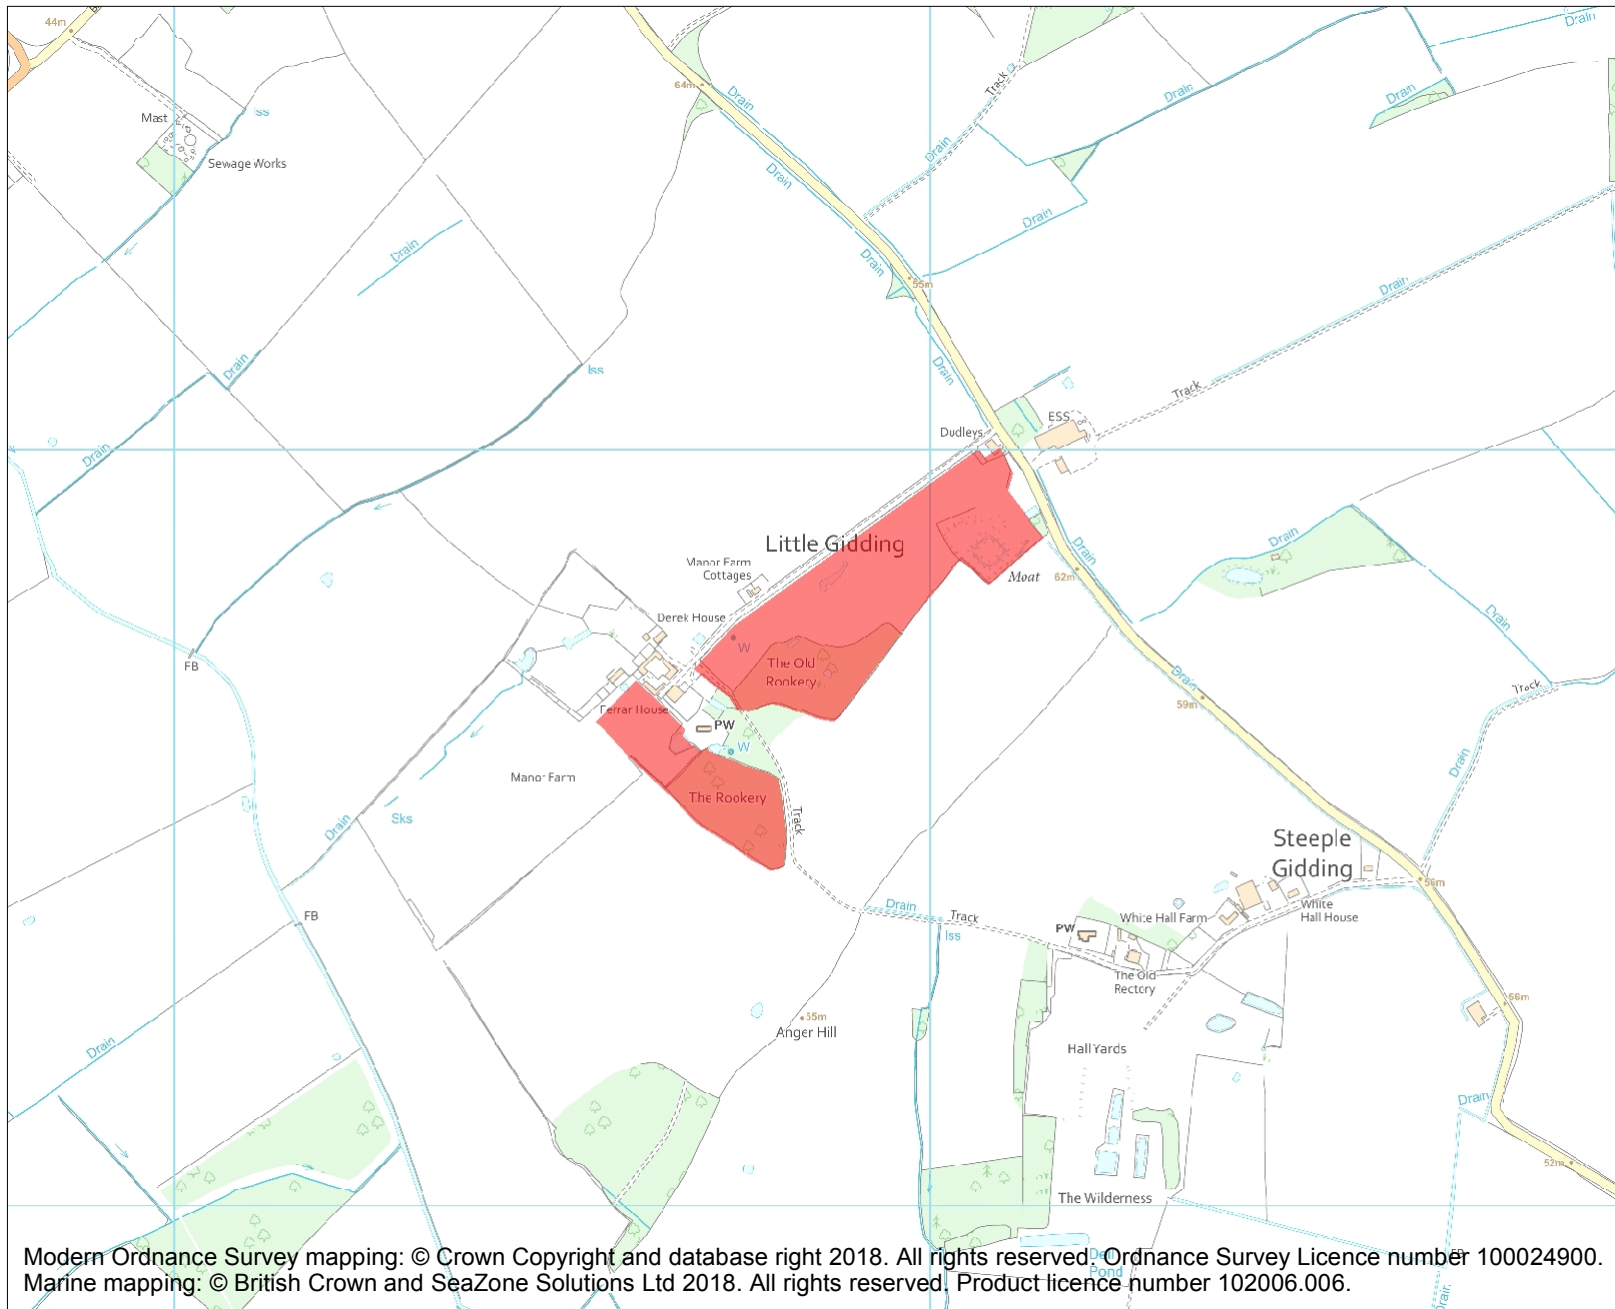 44m
Drain
Track
64m
Drain
Drain
Drain
Mast
Iss
Sewage Works
Drain
Drain
Drain
Drain
Drain
55m
Drain
Drain
Iss
Drain
Track
ESS
Dudleys
Drain
Little Gidding
Drain
Drain
Manor Farm
Cottages
Moat
62m
Derek House
Drain
W
FB
The Old
Rookery
Drain
Track
Ferrar House
59m
PW
W
Drain
Manor Farm
The Rookery
Track
Sks
Drain
Steeple
Gidding
56m
Drain
Track
White Hall Farm
White
Hall House
FB
PW
Iss
The Old
Rectory
56m
55m
Anger Hill
Hall Yards
Drain
Drain
52m
The Wilderness
Dell
Pond
Drain
Modern Ordnance Survey mapping: © Crown Copyright and database right 2018. All rights reserved. Ordnance Survey Licence number 100024900.
Marine mapping: © British Crown and SeaZone Solutions Ltd 2018. All rights reserved. Product licence number 102006.006.